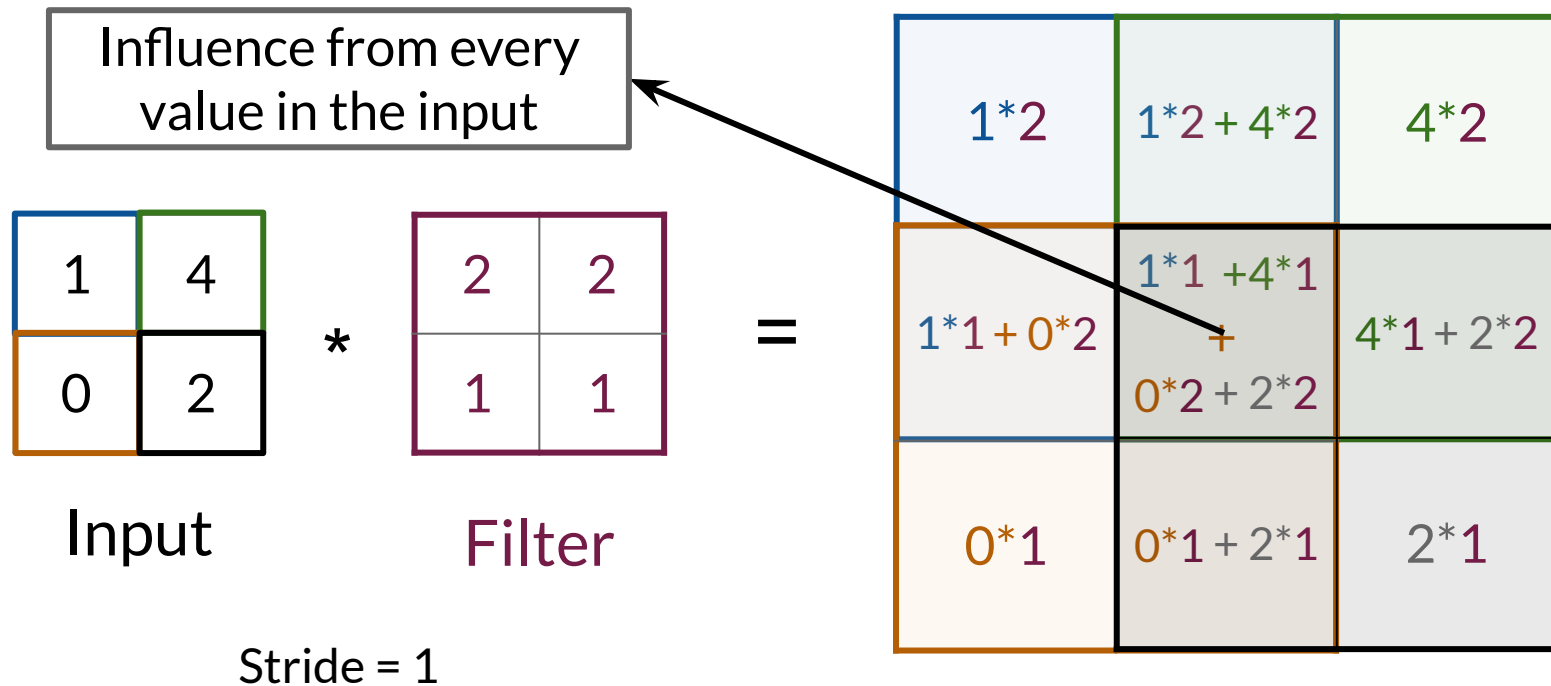 Influence from every
value in the input
1 4
0 2
Input
*
2 2
1 1
Filter
=
1*2 1*2 + 4*2 4*2
1*1 + 0*2
1*1 +4*1
+
0*2 + 2*2
4*1 + 2*2
0*1 0*1 + 2*1 2*1
Stride = 1